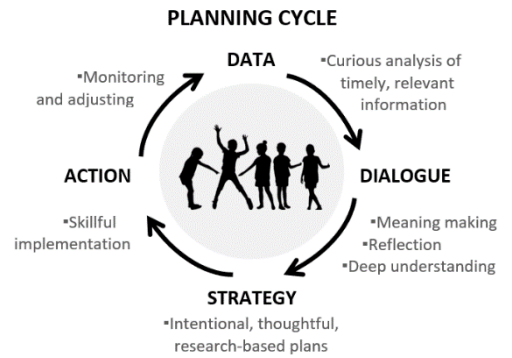 PLANNING CYCLE
DATA
▪Curious analysis of
timely, relevant
information
DIALOGUE
▪Meaning making
▪Reflection
▪Deep understanding
STRATEGY
▪Intentional, thoughtful,
research-based plans
ACTION
▪Skillful
implementation
▪Monitoring
and adjusting